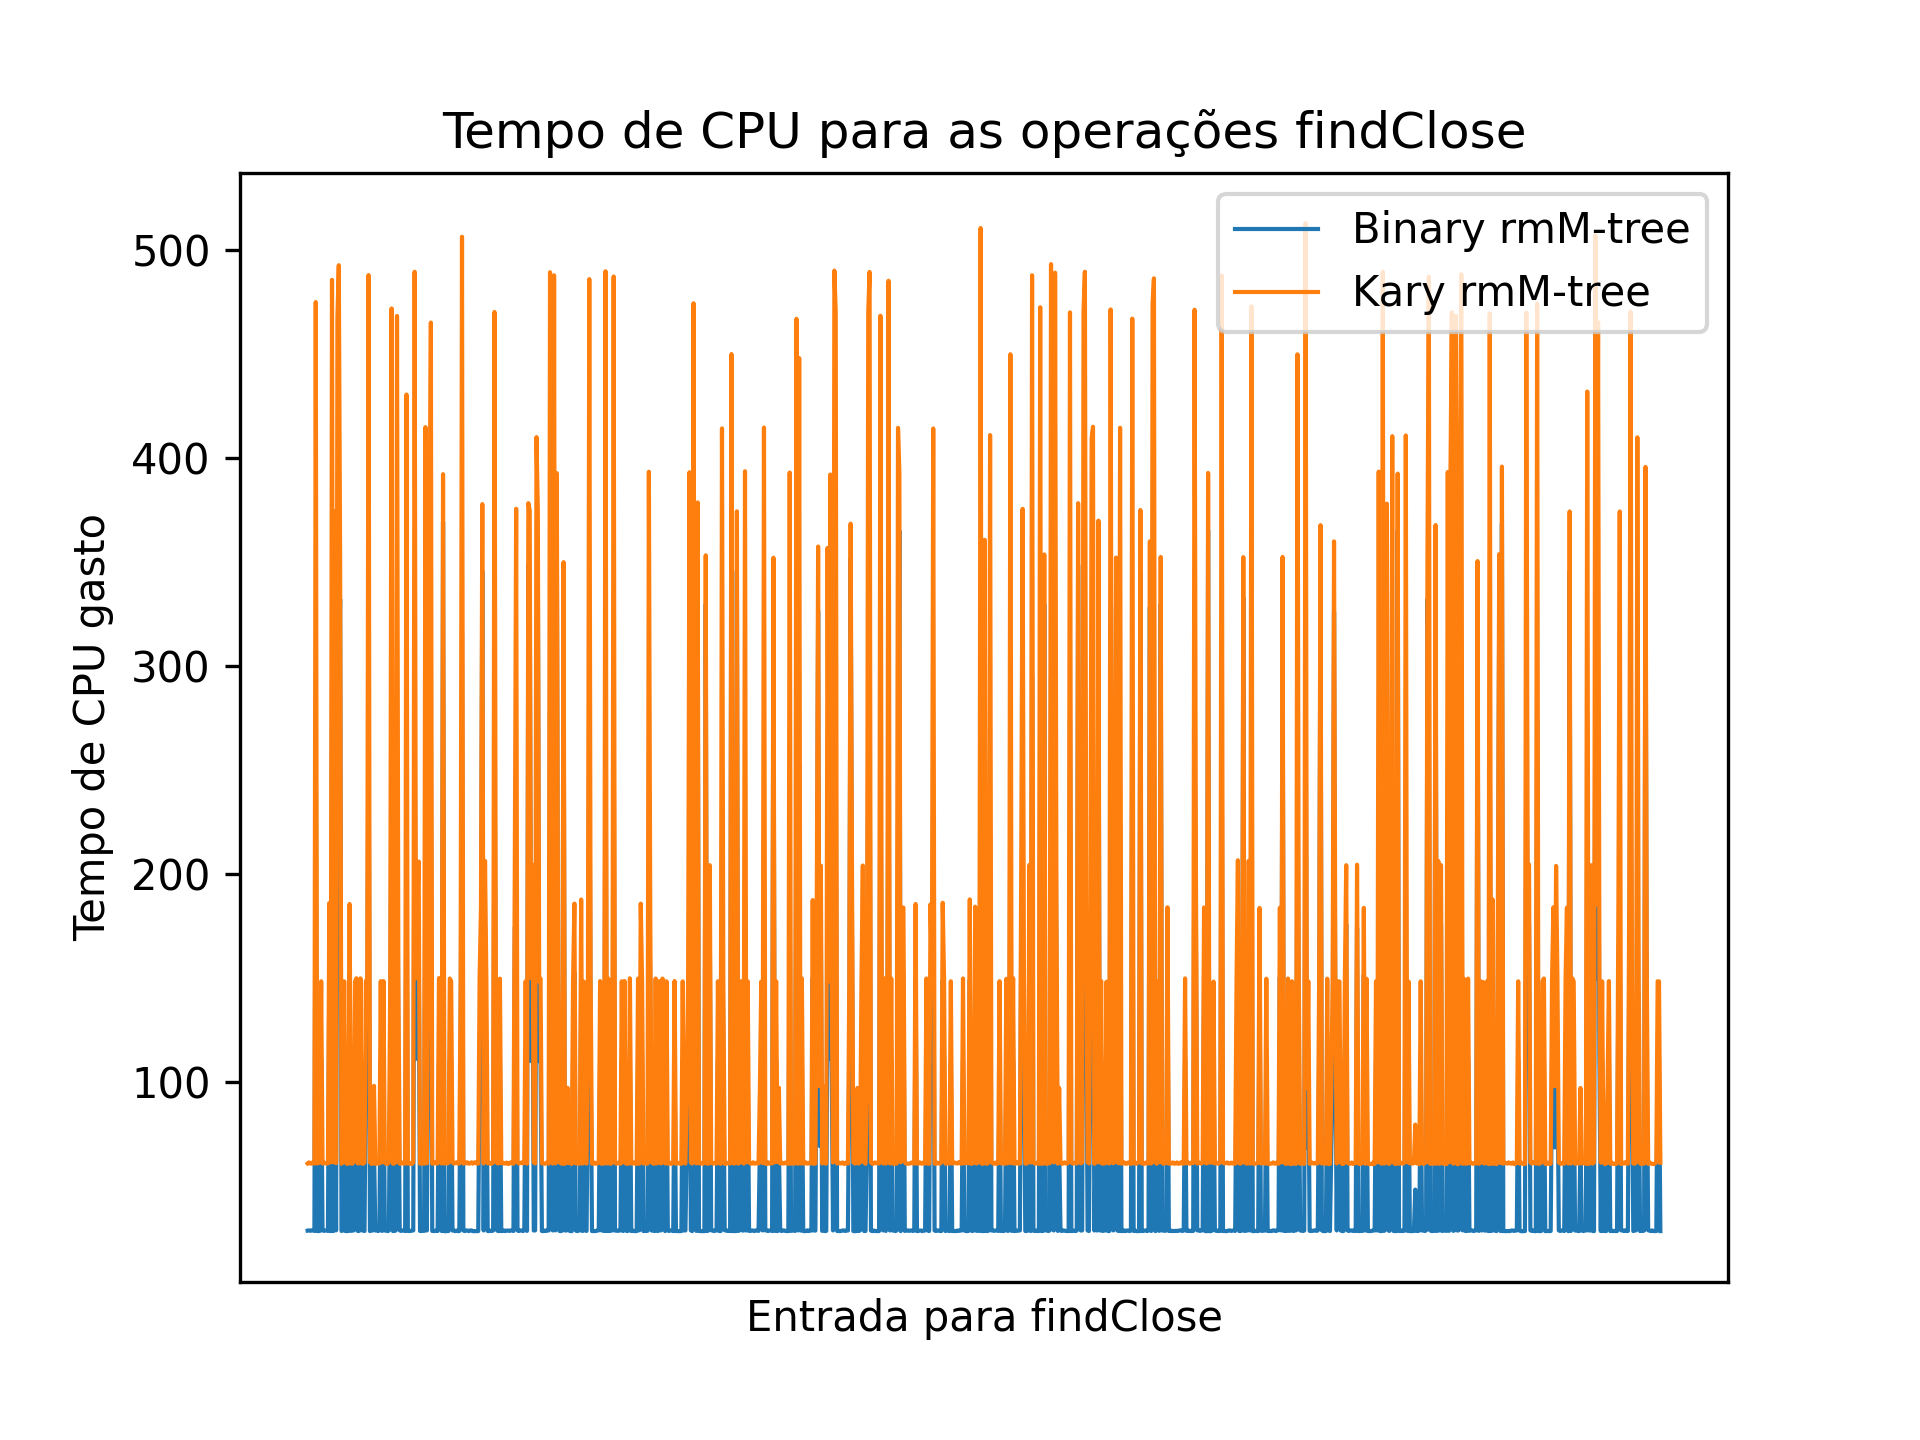 Tempo de CPU para as operações findClose
Binary rmM-tree
Kary rmM-tree
500
400
300
200
100
Tempo de CPU gasto
Entrada para findClose